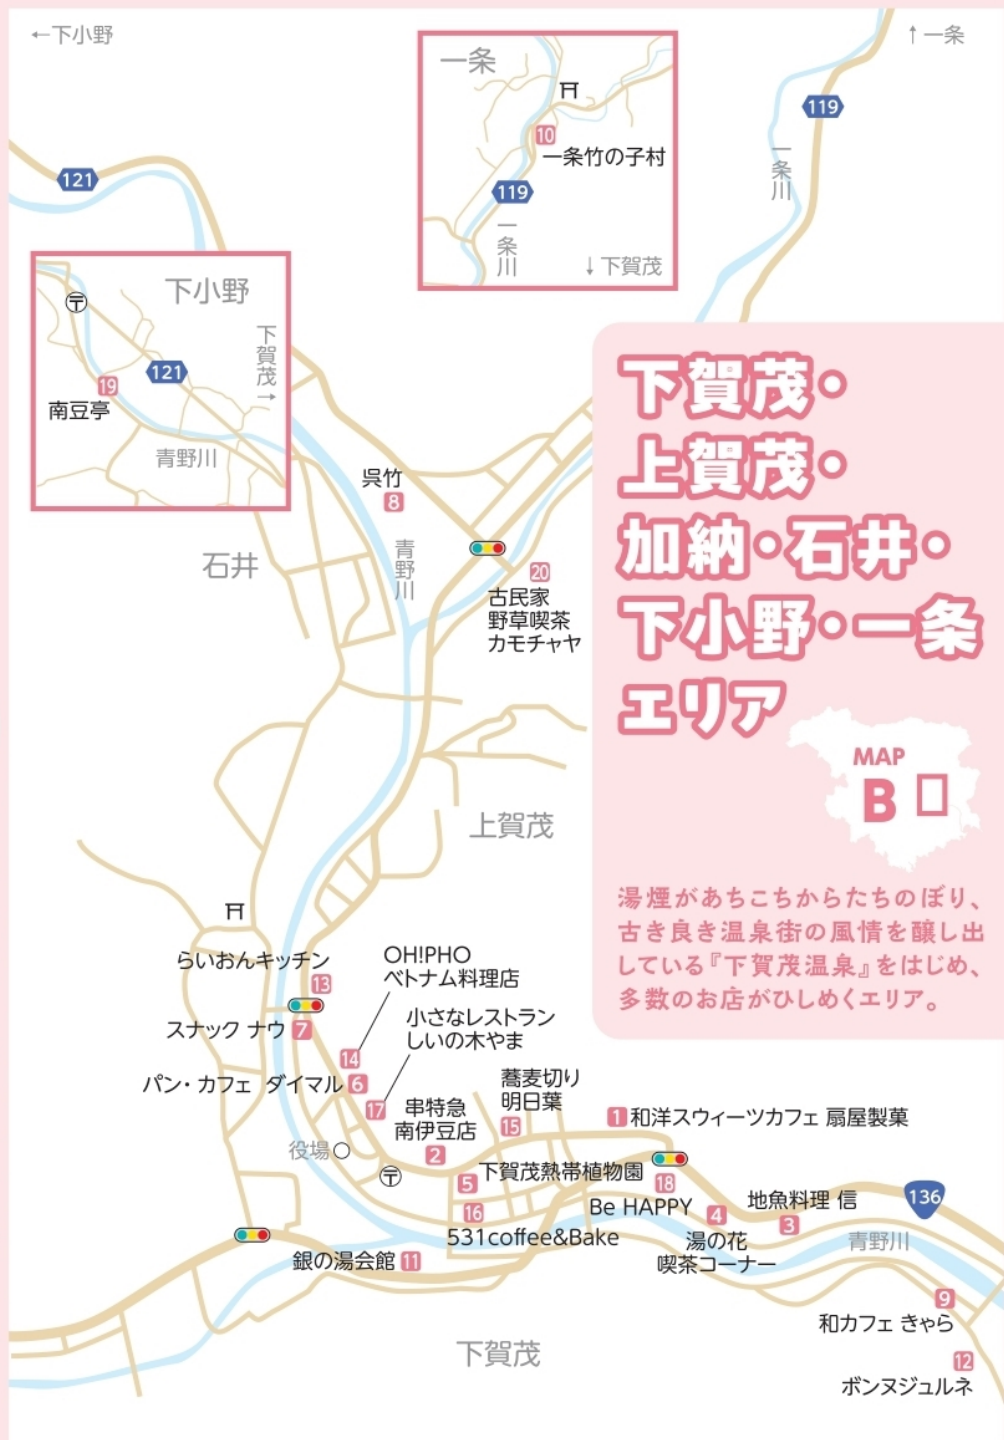 ←下小野
↑一条
一条
10
一条竹の子村
119
一条川
↓下賀茂
119
一条川
121
下小野
〒
下賀茂→
121
19
南豆亭
青野川
下賀茂・
上賀茂・
加納・石井・
下小野・一条
エリア
MAP
B
湯煙があちこちからたちのぼり、
古き良き温泉街の風情を醸し出
している『下賀茂温泉』をはじめ、
多数のお店がひしめくエリア。
呉竹
8
石井
青野川
20
古民家
野草喫茶
カモチャヤ
上賀茂
らいおんキッチン
13
OH!PHO
ベトナム料理店
スナック ナウ 7
小さなレストラン
しいの木やま
14
パン・カフェ ダイマル 6
17
串特急
南伊豆店
2
蕎麦切り
明日葉
15
1 和洋スウィーツカフェ 扇屋製菓
役場
〒
5 下賀茂熱帯植物園
18
Be HAPPY
16
531coffee&Bake
4
湯の花
喫茶コーナー
地魚料理 信
3
136
青野川
銀の湯会館 11
9
和カフェ きゃら
12
ボンヌジュルネ
下賀茂